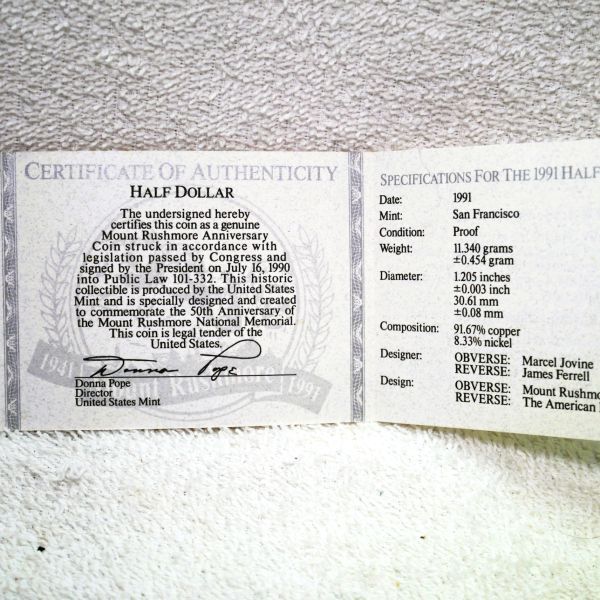 CERTIFICATE OF AUTHENTICITY
HALF DOLLAR
The undersigned hereby
certifies this coin as a genuine
Mount Rushmore Anniversary
Coin struck in accordance with
legislation passed by Congress and
signed by the President on July 16, 1990
into Public Law 101-332. This historic
collectible is produced by the United States
Mint and is specially designed and created
to commemorate the 50th Anniversary of
the Mount Rushmore National Memorial.
This coin is legal tender of the
United States.
Donna Pope
1941 Mount Rushmore 1991
Donna Pope
Director
United States Mint
SPECIFICATIONS FOR THE 1991 HALF
Date: 1991
Mint: San Francisco
Condition: Proof
Weight: 11.340 grams
±0.454 gram
Diameter: 1.205 inches
±0.003 inch
30.61 mm
±0.08 mm
Composition: 91.67% copper
8.33% nickel
Designer: OBVERSE: Marcel Jovine
REVERSE: James Ferrell
Design: OBVERSE: Mount Rushmo
REVERSE: The American